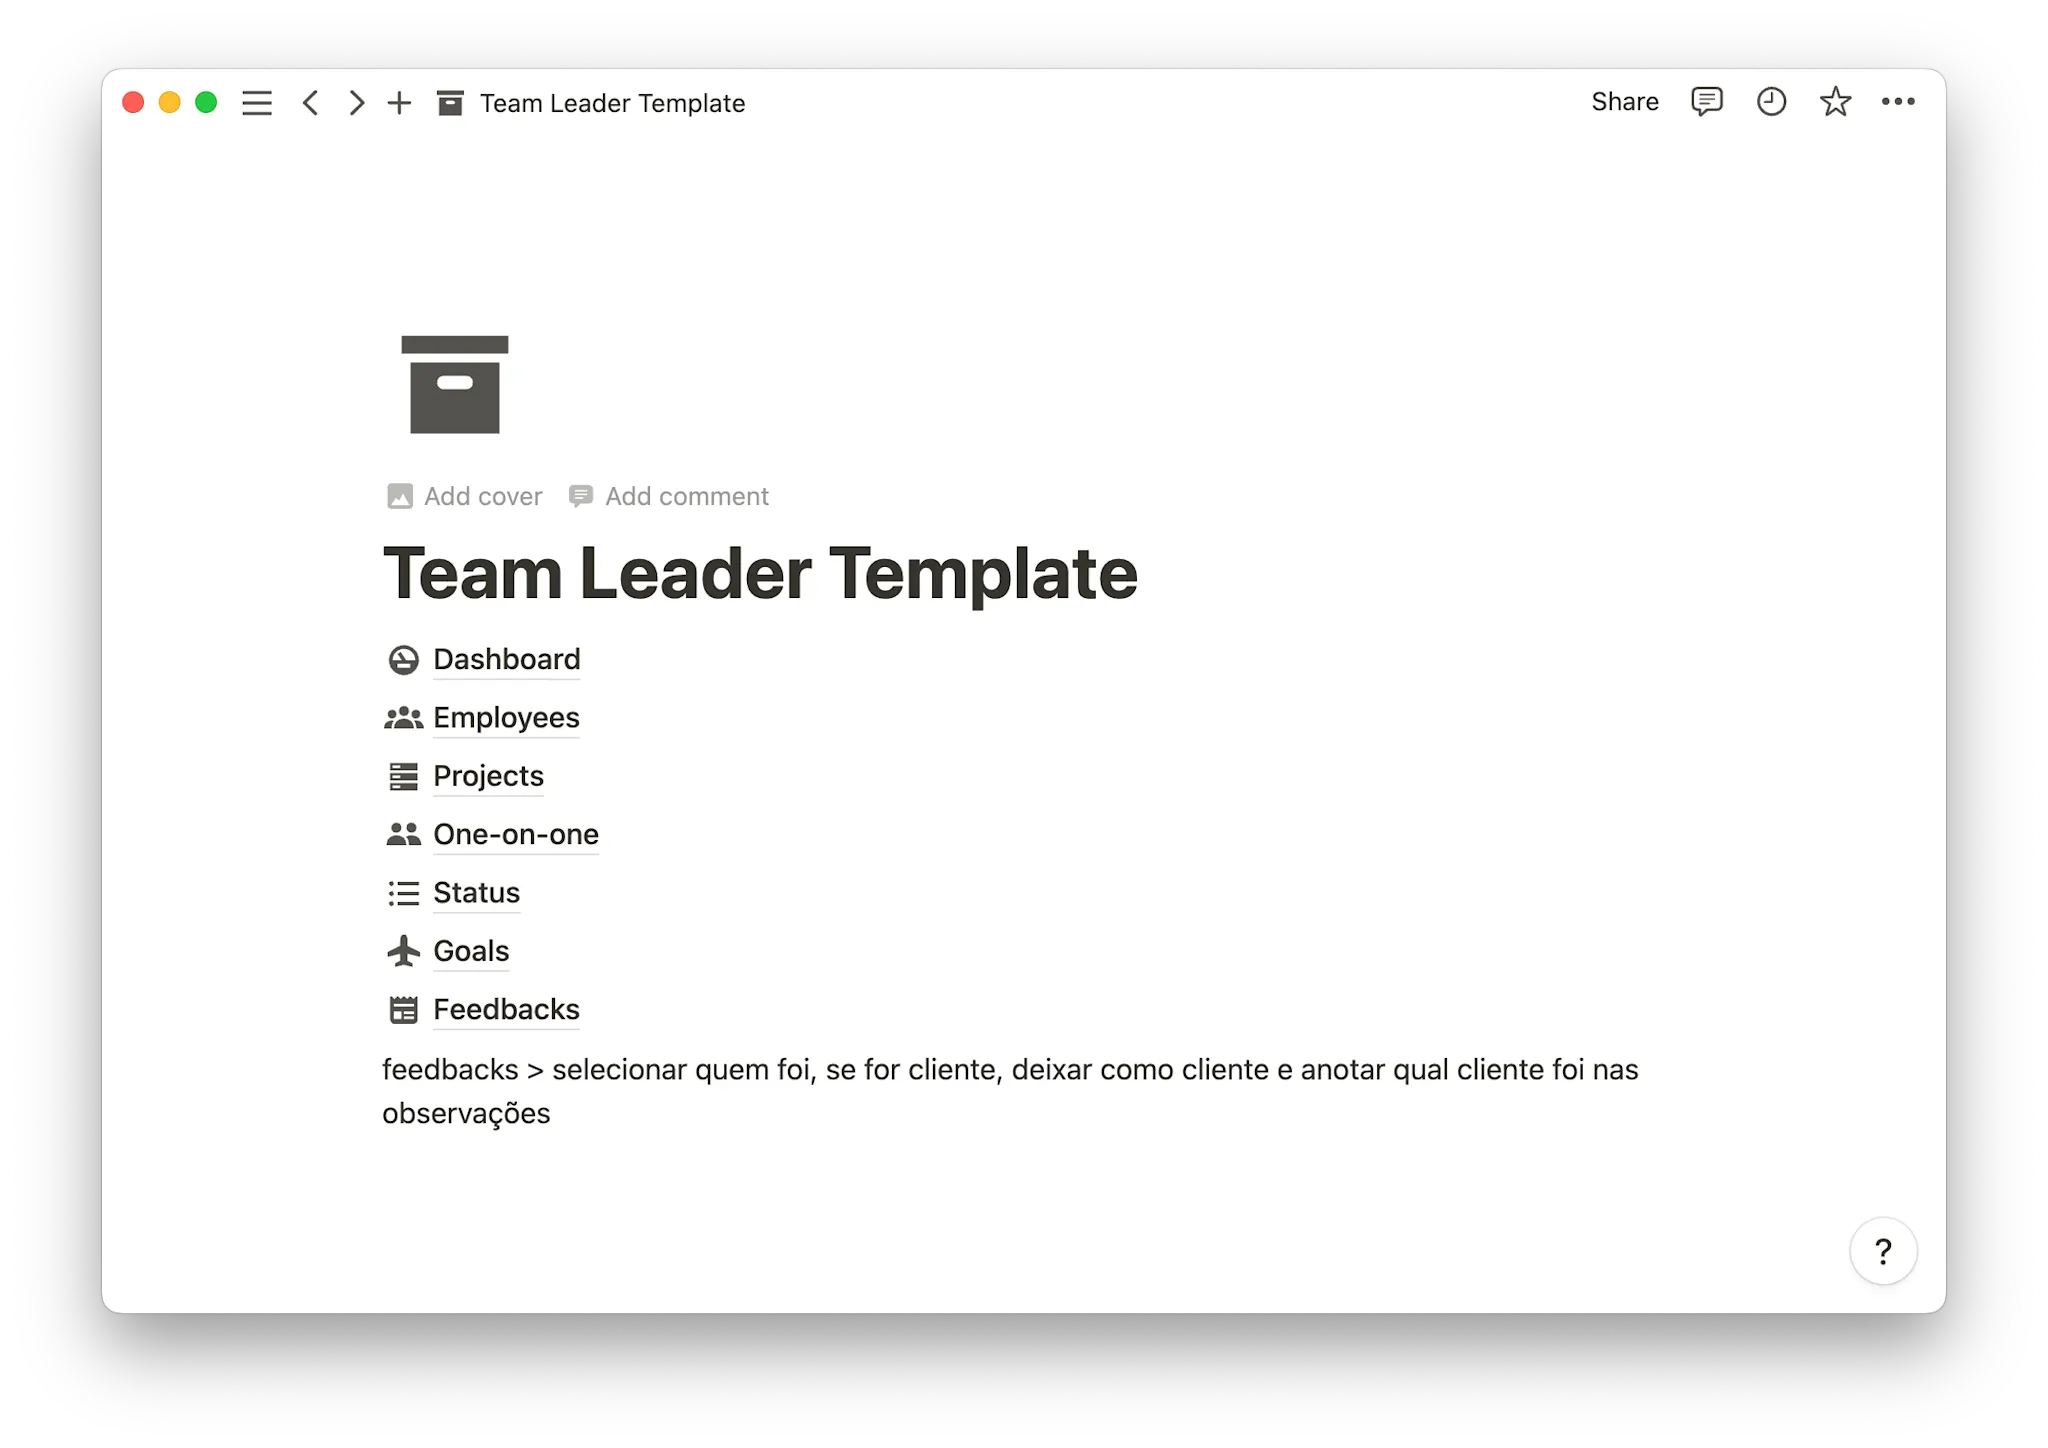 Team Leader Template
Share
Add cover Add comment
Team Leader Template
Dashboard
Employees
Projects
One-on-one
Status
Goals
Feedbacks
feedbacks > selecionar quem foi, se for cliente, deixar como cliente e anotar qual cliente foi nas
observações
?